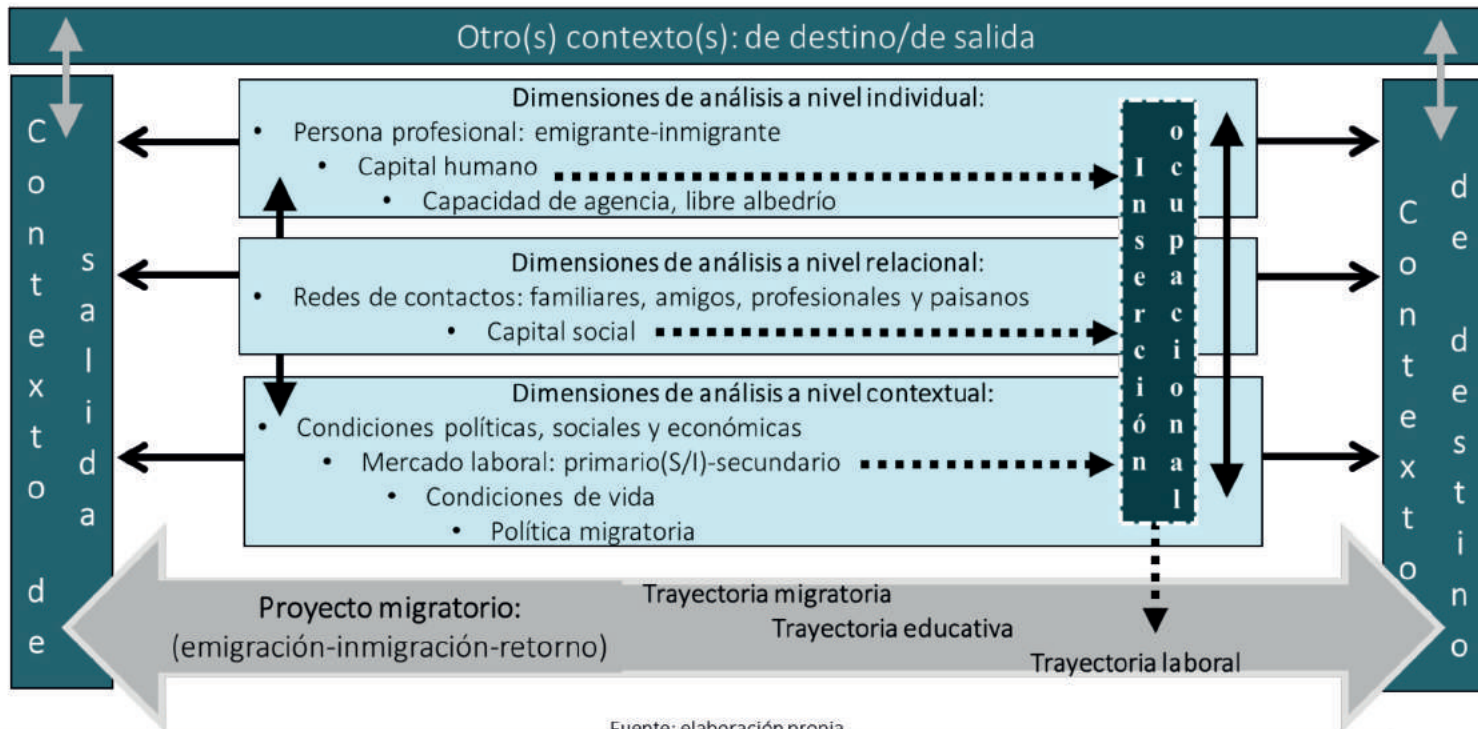 Otro(s) contexto(s): de destino/de salida
Contexto de
salida
Dimensiones de análisis a nivel individual:
• Persona profesional: emigrante-inmigrante
• Capital humano
• Capacidad de agencia, libre albedrío
Dimensiones de análisis a nivel relacional:
• Redes de contactos: familiares, amigos, profesionales y paisanos
• Capital social
Dimensiones de análisis a nivel contextual:
• Condiciones políticas, sociales y económicas
• Mercado laboral: primario(S/I)-secundario
• Condiciones de vida
• Política migratoria
Inserción
ocupacional
Contexto
de destino
Proyecto migratorio:
(emigración-inmigración-retorno)
Trayectoria migratoria
Trayectoria educativa
Trayectoria laboral
Fuente: elaboración propia.